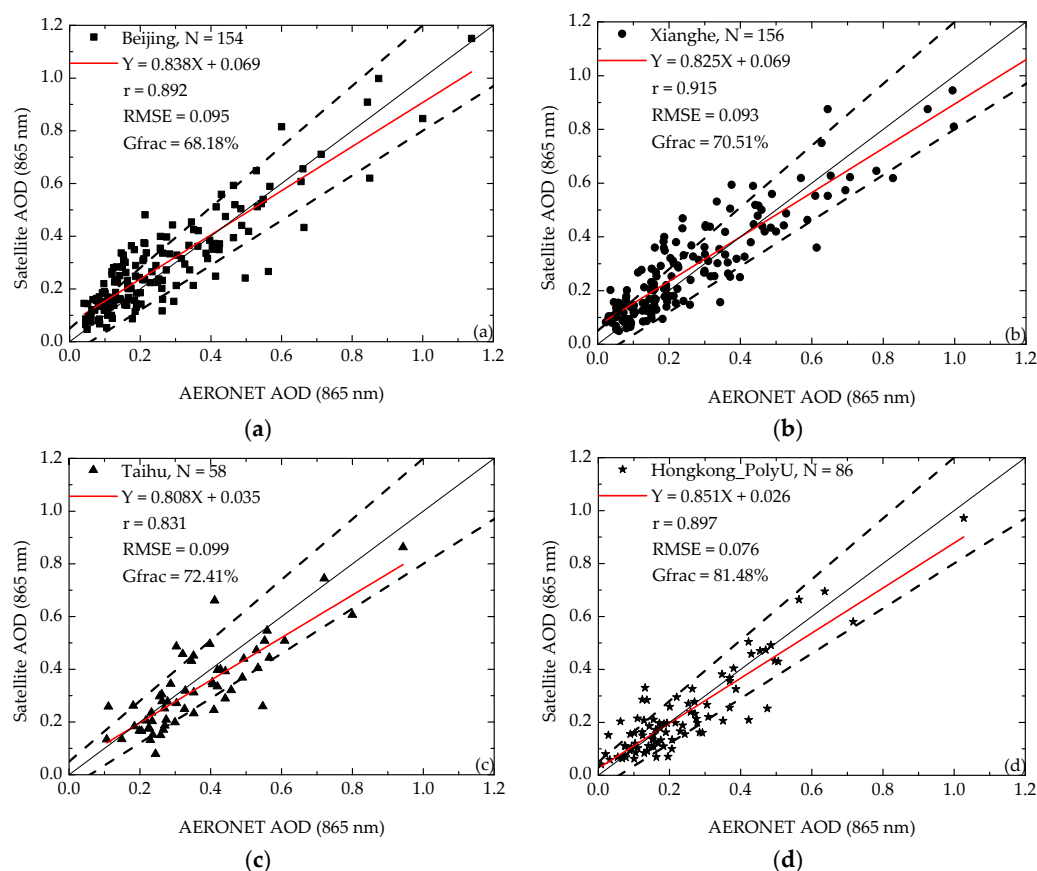 Beijing, N = 154
Y = 0.838X + 0.069
r = 0.892
RMSE = 0.095
Gfrac = 68.18%
Satellite AOD (865 nm)
1.2
1.0
0.8
0.6
0.4
0.2
0.0
0.0 0.2 0.4 0.6 0.8 1.0 1.2
(a)
AERONET AOD (865 nm)
(a)
Xianghe, N = 156
Y = 0.825X + 0.069
r = 0.915
RMSE = 0.093
Gfrac = 70.51%
Satellite AOD (865 nm)
1.2
1.0
0.8
0.6
0.4
0.2
0.0
0.0 0.2 0.4 0.6 0.8 1.0 1.2
(b)
AERONET AOD (865 nm)
(b)
Taihu, N = 58
Y = 0.808X + 0.035
r = 0.831
RMSE = 0.099
Gfrac = 72.41%
Satellite AOD (865 nm)
1.2
1.0
0.8
0.6
0.4
0.2
0.0
0.0 0.2 0.4 0.6 0.8 1.0 1.2
(c)
AERONET AOD (865 nm)
(c)
Hongkong_PolyU, N = 86
Y = 0.851X + 0.026
r = 0.897
RMSE = 0.076
Gfrac = 81.48%
Satellite AOD (865 nm)
1.2
1.0
0.8
0.6
0.4
0.2
0.0
0.0 0.2 0.4 0.6 0.8 1.0 1.2
(d)
AERONET AOD (865 nm)
(d)